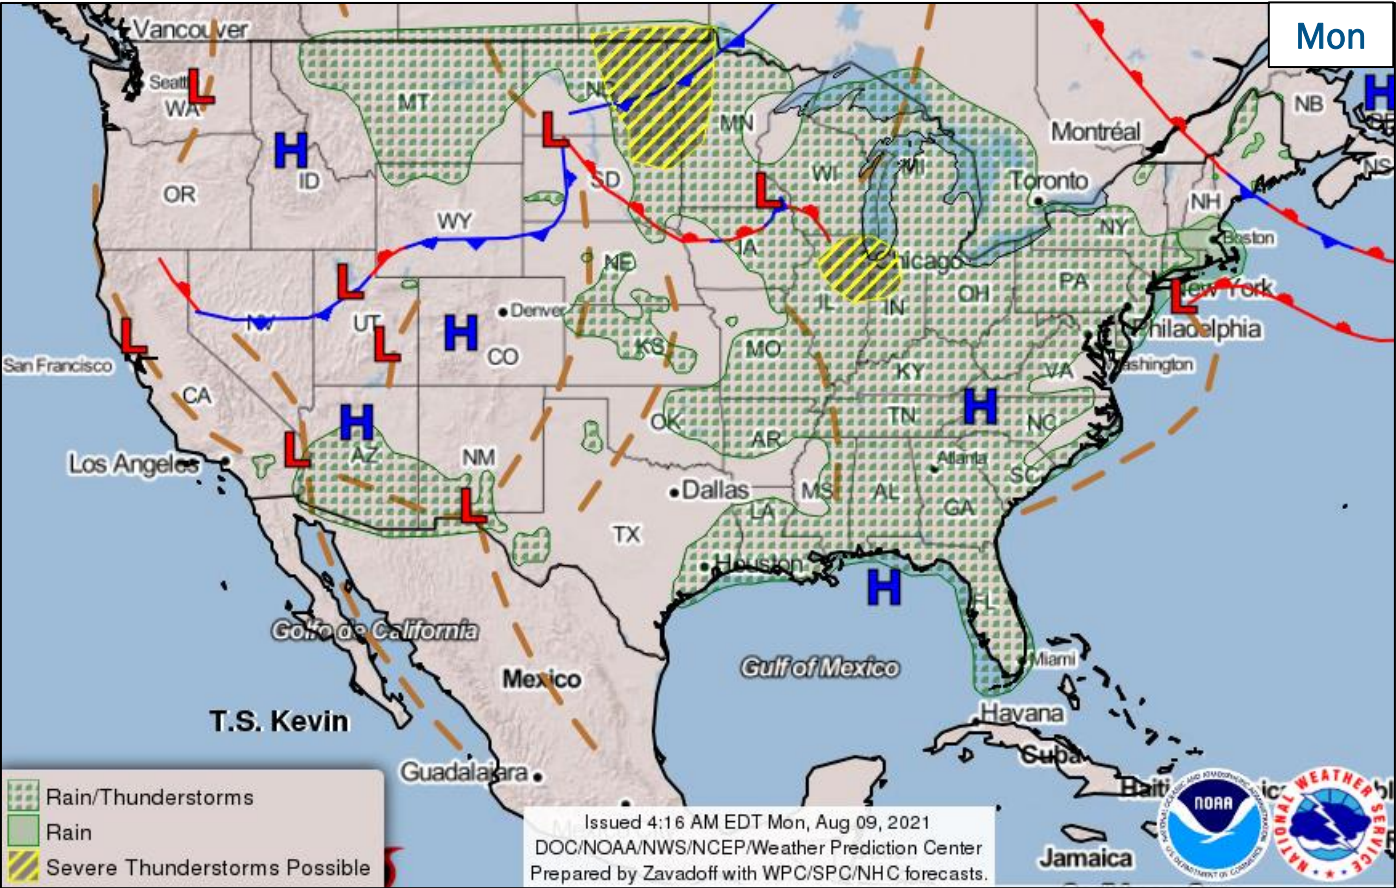 Mon
Vancouver
WA
MT
MN
NB
Montréal
OR
ID
SD
WI
MI
Toronto
NH
NS
WY
NY
Boston
NE
IA
Chicago
PA
NV
UT
Denver
IL
IN
OH
New York
San Francisco
CO
KS
MO
Philadelphia
CA
KY
VA
Washington
OK
TN
NC
Los Angeles
AZ
NM
AR
Atlanta
SC
Dallas
MS
AL
GA
LA
TX
Houston
FL
Golfo de California
Gulf of Mexico
Miami
Mexico
T.S. Kevin
Havana
Cuba
Guadalajara
Haiti
Jamaica
H
H
H
H
H
H
L
L
L
L
L
L
L
L
L
Rain/Thunderstorms
Rain
Severe Thunderstorms Possible
Issued 4:16 AM EDT Mon, Aug 09, 2021
DOC/NOAA/NWS/NCEP/Weather Prediction Center
Prepared by Zavadoff with WPC/SPC/NHC forecasts.
NOAA
NATIONAL WEATHER SERVICE